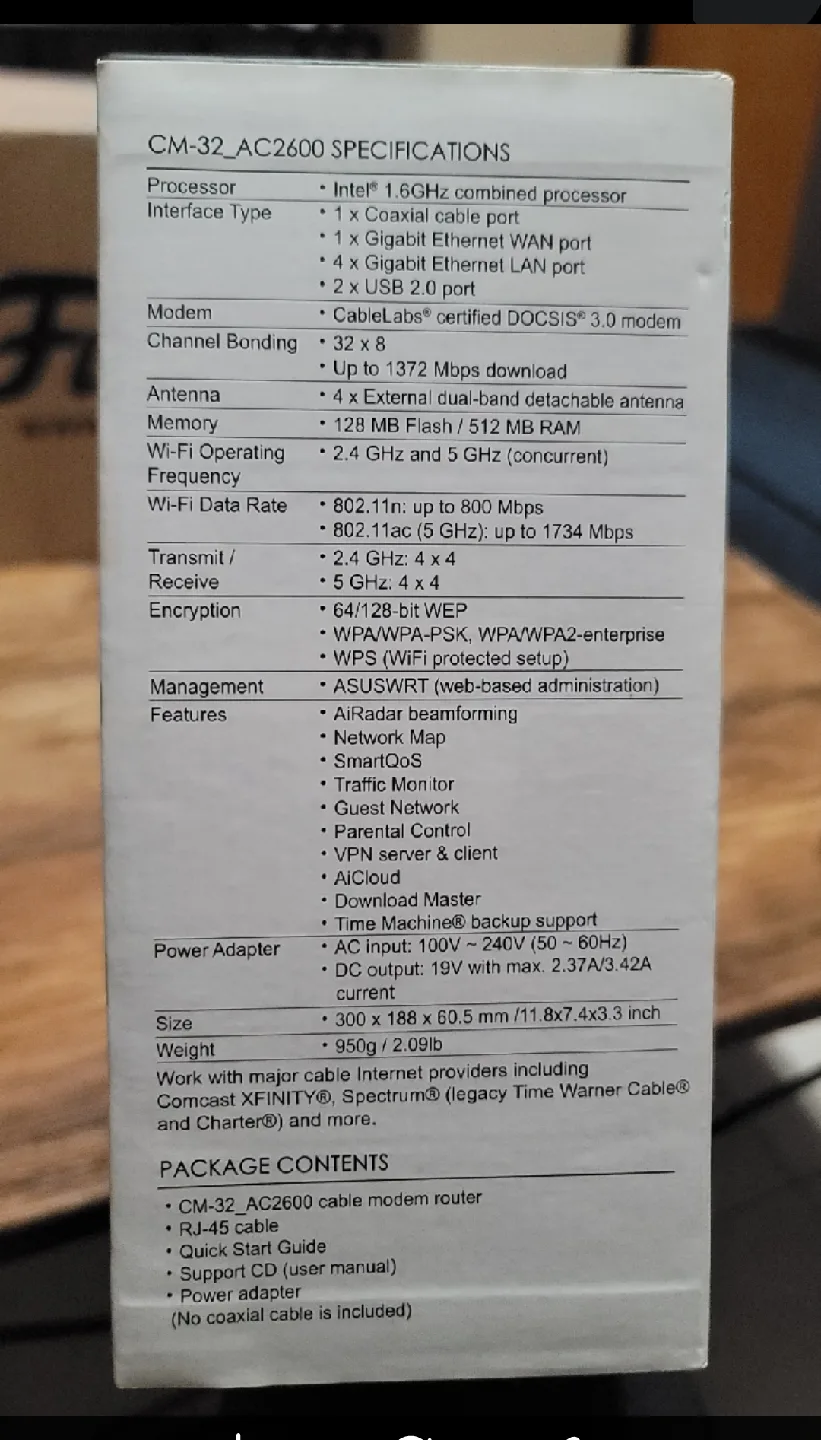 CM-32_AC2600 SPECIFICATIONS
Processor • Intel® 1.6GHz combined processor
Interface Type • 1 x Coaxial cable port
• 1 x Gigabit Ethernet WAN port
• 4 x Gigabit Ethernet LAN port
• 2 x USB 2.0 port
Modem • CableLabs® certified DOCSIS® 3.0 modem
Channel Bonding • 32 x 8
• Up to 1372 Mbps download
Antenna • 4 x External dual-band detachable antenna
Memory • 128 MB Flash / 512 MB RAM
Wi-Fi Operating • 2.4 GHz and 5 GHz (concurrent)
Frequency
Wi-Fi Data Rate • 802.11n: up to 800 Mbps
• 802.11ac (5 GHz): up to 1734 Mbps
Transmit / • 2.4 GHz: 4 x 4
Receive • 5 GHz: 4 x 4
Encryption • 64/128-bit WEP
• WPA/WPA-PSK, WPA/WPA2-enterprise
• WPS (WiFi protected setup)
Management • ASUSWRT (web-based administration)
Features • AiRadar beamforming
• Network Map
• SmartQoS
• Traffic Monitor
• Guest Network
• Parental Control
• VPN server & client
• AiCloud
• Download Master
• Time Machine® backup support
Power Adapter • AC input: 100V ~ 240V (50 ~ 60Hz)
• DC output: 19V with max. 2.37A/3.42A
current
Size • 300 x 188 x 60.5 mm /11.8x7.4x3.3 inch
Weight • 950g / 2.09lb
Work with major cable Internet providers including
Comcast XFINITY®, Spectrum® (legacy Time Warner Cable®
and Charter®) and more.
PACKAGE CONTENTS
• CM-32_AC2600 cable modem router
• RJ-45 cable
• Quick Start Guide
• Support CD (user manual)
• Power adapter
(No coaxial cable is included)